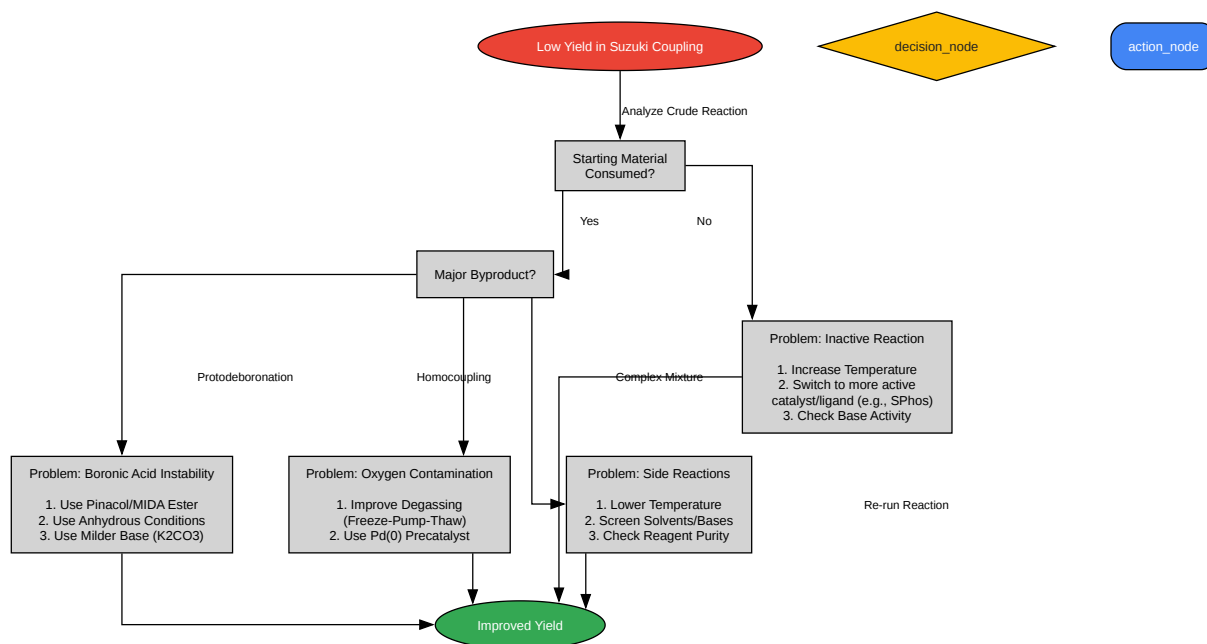 Low Yield in Suzuki Coupling
decision_node
action_node
Analyze Crude Reaction
Starting Material
Consumed?
Yes
No
Major Byproduct?
Problem: Inactive Reaction
1. Increase Temperature
2. Switch to more active
catalyst/ligand (e.g., SPhos)
3. Check Base Activity
Protodeboronation
Homocoupling
Complex Mixture
Problem: Boronic Acid Instability
1. Use Pinacol/MIDA Ester
2. Use Anhydrous Conditions
3. Use Milder Base (K2CO3)
Problem: Oxygen Contamination
1. Improve Degassing
(Freeze-Pump-Thaw)
2. Use Pd(0) Precatalyst
Problem: Side Reactions
1. Lower Temperature
2. Screen Solvents/Bases
3. Check Reagent Purity
Re-run Reaction
Improved Yield